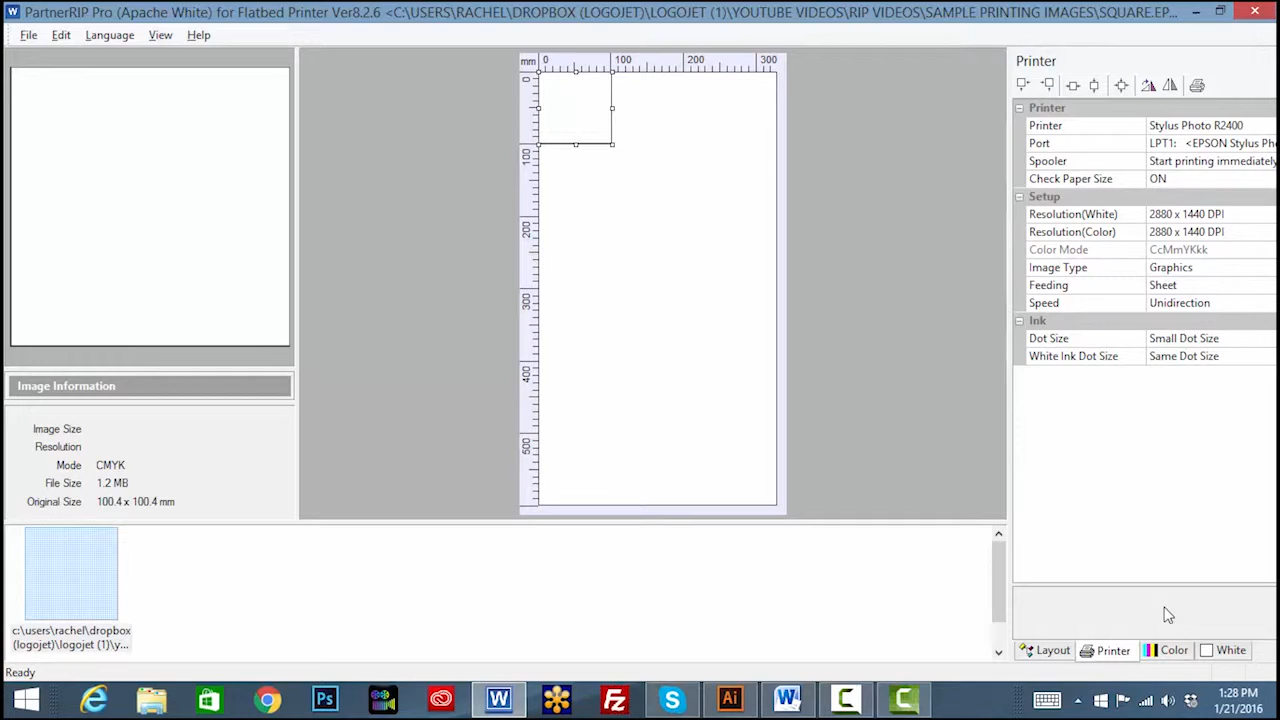 PartnerRIP Pro (Apache White) for Flatbed Printer Ver8.2.6 <C:\USERS\RACHEL\DROPBOX (LOGOJET)\LOGOJET (1)\YOUTUBE VIDEOS\RIP VIDEOS\SAMPLE PRINTING IMAGES\SQUARE.EP...
File Edit Language View Help
mm 0 100 200 300
0
100
200
300
400
500
Image Information
Image Size
Resolution
Mode CMYK
File Size 1.2 MB
Original Size 100.4 x 100.4 mm
c:\users\rachel\dropbox
(logojet)\logojet (1)\y...
Printer
Printer
Printer Stylus Photo R2400
Port LPT1: <EPSON Stylus Ph
Spooler Start printing immediately
Check Paper Size ON
Setup
Resolution(White) 2880 x 1440 DPI
Resolution(Color) 2880 x 1440 DPI
Color Mode CcMmYKkk
Image Type Graphics
Feeding Sheet
Speed Unidirection
Ink
Dot Size Small Dot Size
White Ink Dot Size Same Dot Size
Layout Printer Color White
Ready
1:28 PM
1/21/2016